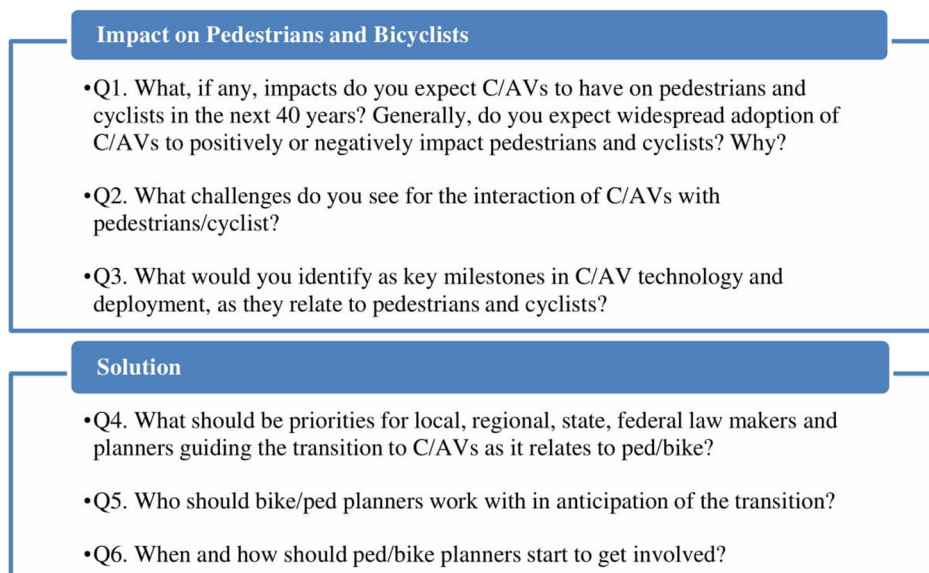 Impact on Pedestrians and Bicyclists
•Q1. What, if any, impacts do you expect C/AVs to have on pedestrians and
cyclists in the next 40 years? Generally, do you expect widespread adoption of
C/AVs to positively or negatively impact pedestrians and cyclists? Why?
•Q2. What challenges do you see for the interaction of C/AVs with
pedestrians/cyclist?
•Q3. What would you identify as key milestones in C/AV technology and
deployment, as they relate to pedestrians and cyclists?
Solution
•Q4. What should be priorities for local, regional, state, federal law makers and
planners guiding the transition to C/AVs as it relates to ped/bike?
•Q5. Who should bike/ped planners work with in anticipation of the transition?
•Q6. When and how should ped/bike planners start to get involved?